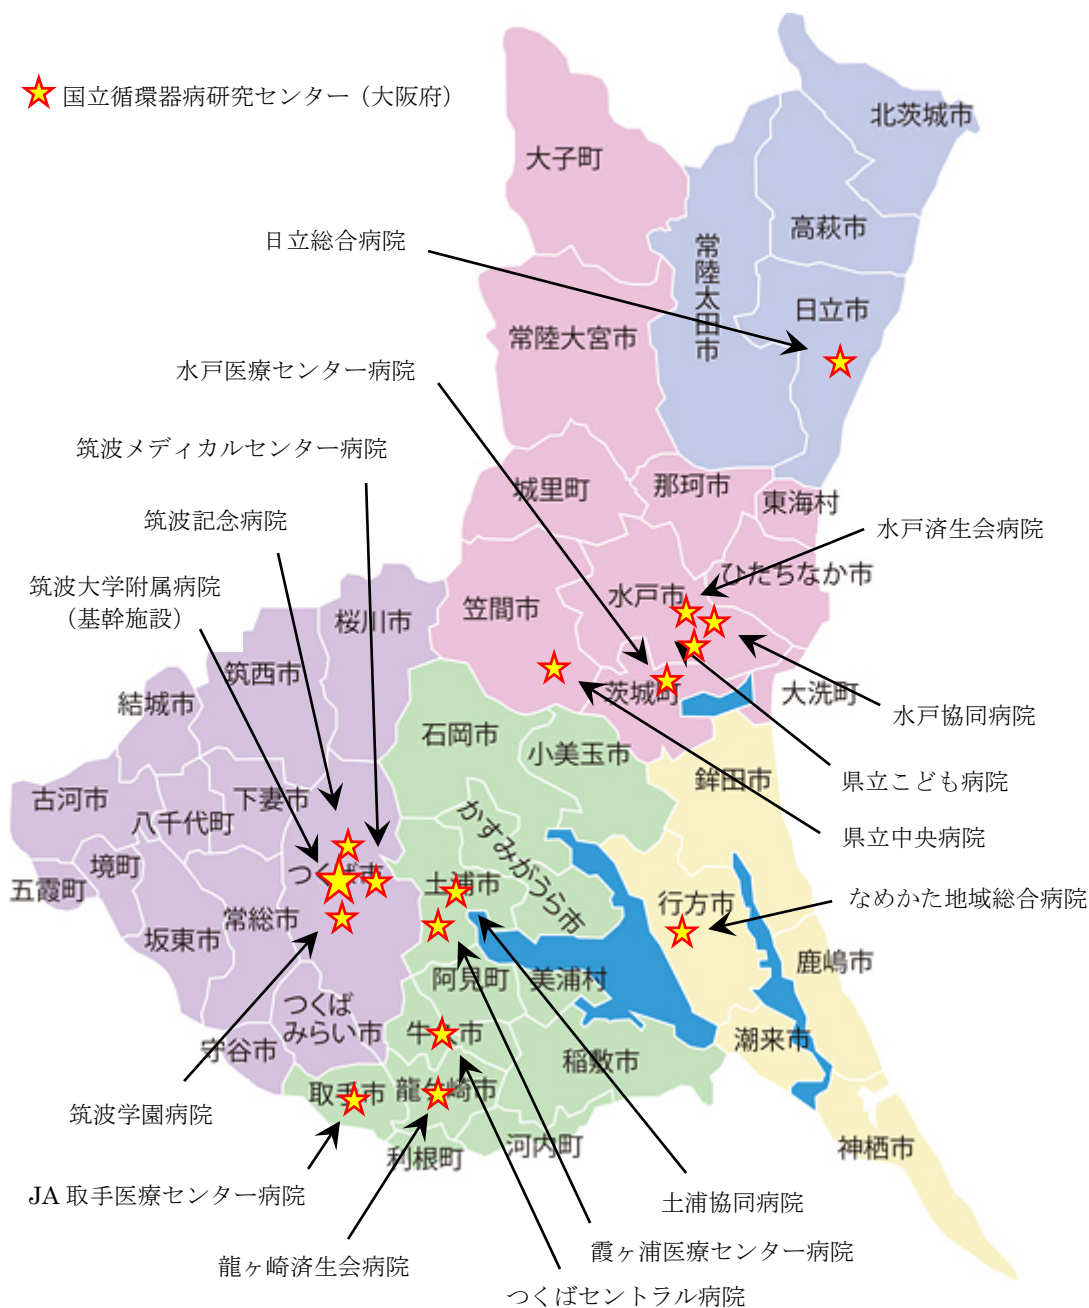 国立循環器病研究センター（大阪府）
北茨城市
大子町
高萩市
日立総合病院
常陸太田市
日立市
常陸大宮市
水戸医療センター病院
筑波メディカルセンター病院
城里町
那珂市
東海村
筑波記念病院
水戸済生会病院
筑波大学附属病院
（基幹施設）
ひたちなか市
水戸市
笠間市
桜川市
筑西市
結城市
茨城町
大洗町
水戸協同病院
石岡市
小美玉市
鉾田市
県立こども病院
古河市
下妻市
八千代町
かすみがうら市
県立中央病院
境町
五霞町
つくば市
土浦市
行方市
なめかた地域総合病院
常総市
坂東市
阿見町
美浦村
鹿嶋市
つくば
みらい市
守谷市
牛久市
稲敷市
潮来市
取手市
龍ケ崎市
筑波学園病院
利根町
河内町
神栖市
JA 取手医療センター病院
土浦協同病院
龍ヶ崎済生会病院
霞ヶ浦医療センター病院
つくばセントラル病院